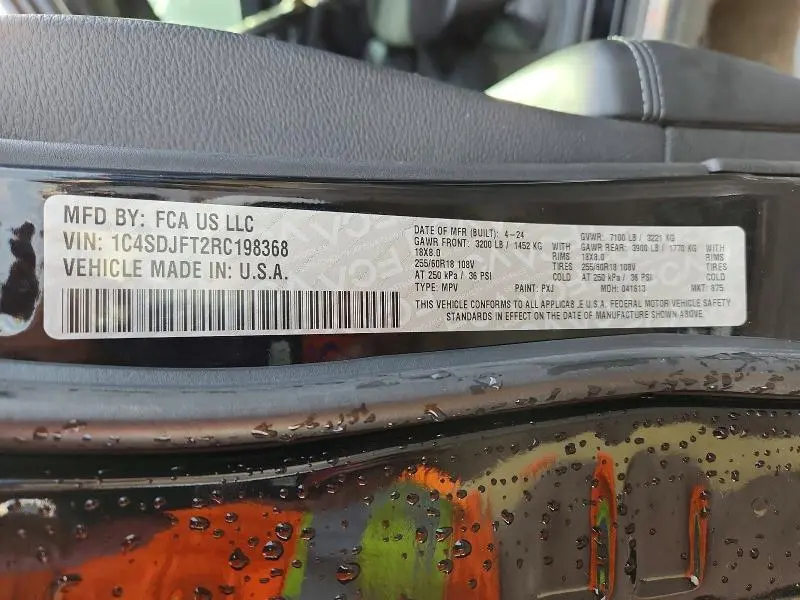 MFD BY: FCA US LLC
VIN: 1C4SDJFT2RC198368
VEHICLE MADE IN: U.S.A.
DATE OF MFR (BUILT): 4-24 GVWR: 7100 LB / 3221 KG
GAWR FRONT: 3200 LB / 1452 KG WITH GAWR REAR: 3900 LB / 1770 KG WITH
18X8.0 RIMS 18X8.0 RIMS
255/60R18 108V TIRES 255/60R18 108V TIRES
AT 250 kPa / 36 PSI COLD AT 250 kPa / 36 PSI COLD
TYPE: MPV PAINT: PXJ MDH: 041613 MKT: 875
THIS VEHICLE CONFORMS TO ALL APPLICABLE U.S.A. FEDERAL MOTOR VEHICLE SAFETY
STANDARDS IN EFFECT ON THE DATE OF MANUFACTURE SHOWN ABOVE.